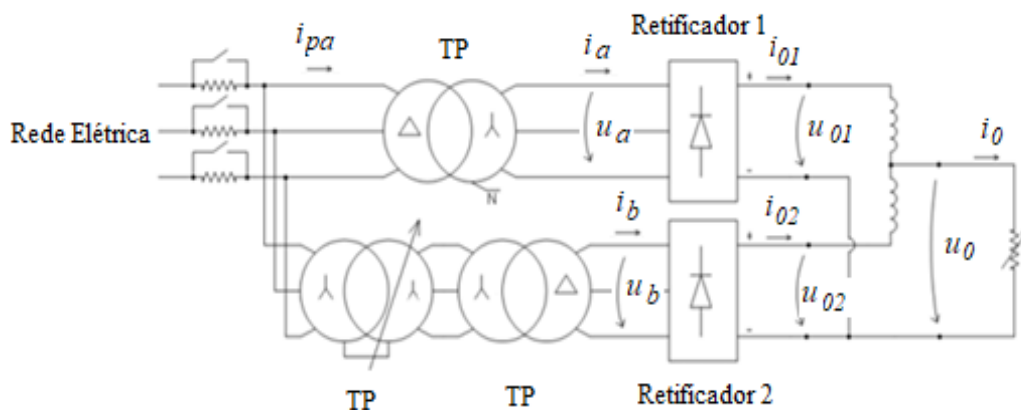 Retificador 1
i_pa
TP
i_a
i_01
Rede Elétrica
u_a
u_01
i_0
N
i_b
i_02
u_b
u_02
u_0
TP
TP
Retificador 2
+
-
+
-